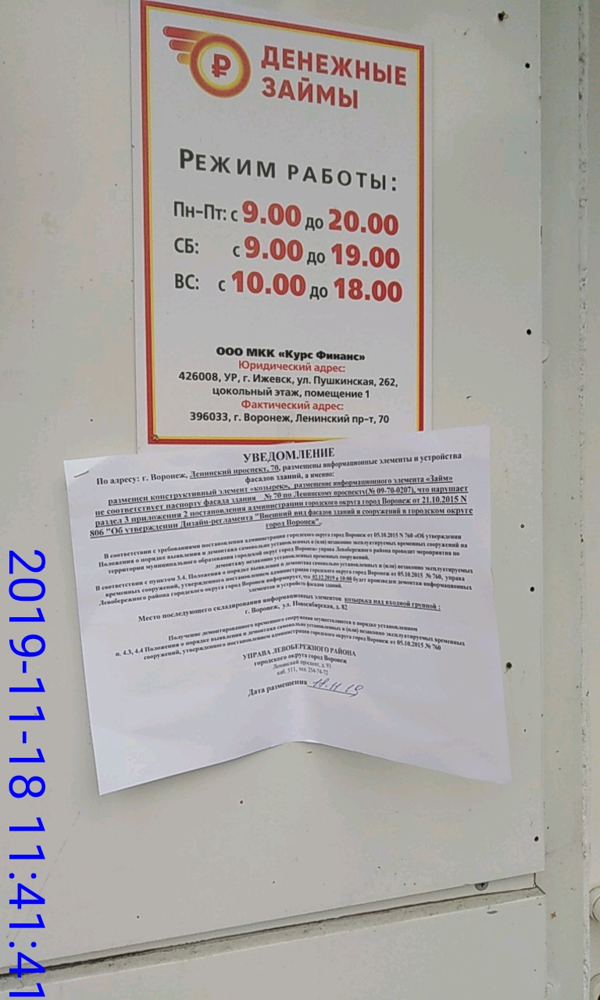 ₽
ДЕНЕЖНЫЕ
ЗАЙМЫ
РЕЖИМ РАБОТЫ:
Пн-Пт: с 9.00 до 20.00
СБ: с 9.00 до 19.00
ВС: с 10.00 до 18.00
ООО МКК «Курс Финанс»
Юридический адрес:
426008, УР, г. Ижевск, ул. Пушкинская, 262,
цокольный этаж, помещение 1
Фактический адрес:
396033, г. Воронеж, Ленинский пр-т, 70
УВЕДОМЛЕНИЕ
По адресу: г. Воронеж, Ленинский проспект, 70, размещены информационные элементы и устройства
фасадов зданий, а именно:
размещен конструктивный элемент «козырек», размещение информационного элемента «Займ»
не соответствует паспорту фасада здания № 70 по Ленинскому проспекту(№ 09-70-0207), что нарушает
раздел 3 приложения 2 постановления администрации городского округа город Воронеж от 21.10.2015 N
806 "Об утверждении Дизайн-регламента "Внешний вид фасадов зданий и сооружений в городском округе
город Воронеж".
В соответствии с требованиями постановления администрации городского округа город Воронеж от 05.10.2015 N 760 «Об утверждении
Положения о порядке выявления и демонтажа самовольно установленных и (или) незаконно эксплуатируемых временных сооружений на
территории муниципального образования городской округ город Воронеж» управа Левобережного района проводит мероприятия по
демонтажу незаконно установленных временных сооружений.
В соответствии с пунктом 3.4. Положения о порядке выявления и демонтажа самовольно установленных и (или) незаконно эксплуатируемых
временных сооружений, утвержденного постановлением администрации городского округа город Воронеж от 05.10.2015 № 760, управа
Левобережного района городского округа город Воронеж информирует, что 02.12.2019 в 10-00 будет произведен демонтаж информационных
элементов и устройств фасадов зданий.
Место последующего складирования информационных элементов козырька над входной группой :
г. Воронеж, ул. Новосибирская, д. 82
Получение демонтированного временного сооружения осуществляется в порядке установленном
п. 4.3, 4.4 Положения о порядке выявления и демонтажа самовольно установленных и (или) незаконно эксплуатируемых временных
сооружений, утвержденного постановлением администрации городского округа город Воронеж от 05.10.2015 № 760
УПРАВА ЛЕВОБЕРЕЖНОГО РАЙОНА
городского округа город Воронеж
Ленинский проспект, д. 93
каб. 511, тел. 254-74-72
Дата размещения 18.11.19
2019-11-18 11:41:41